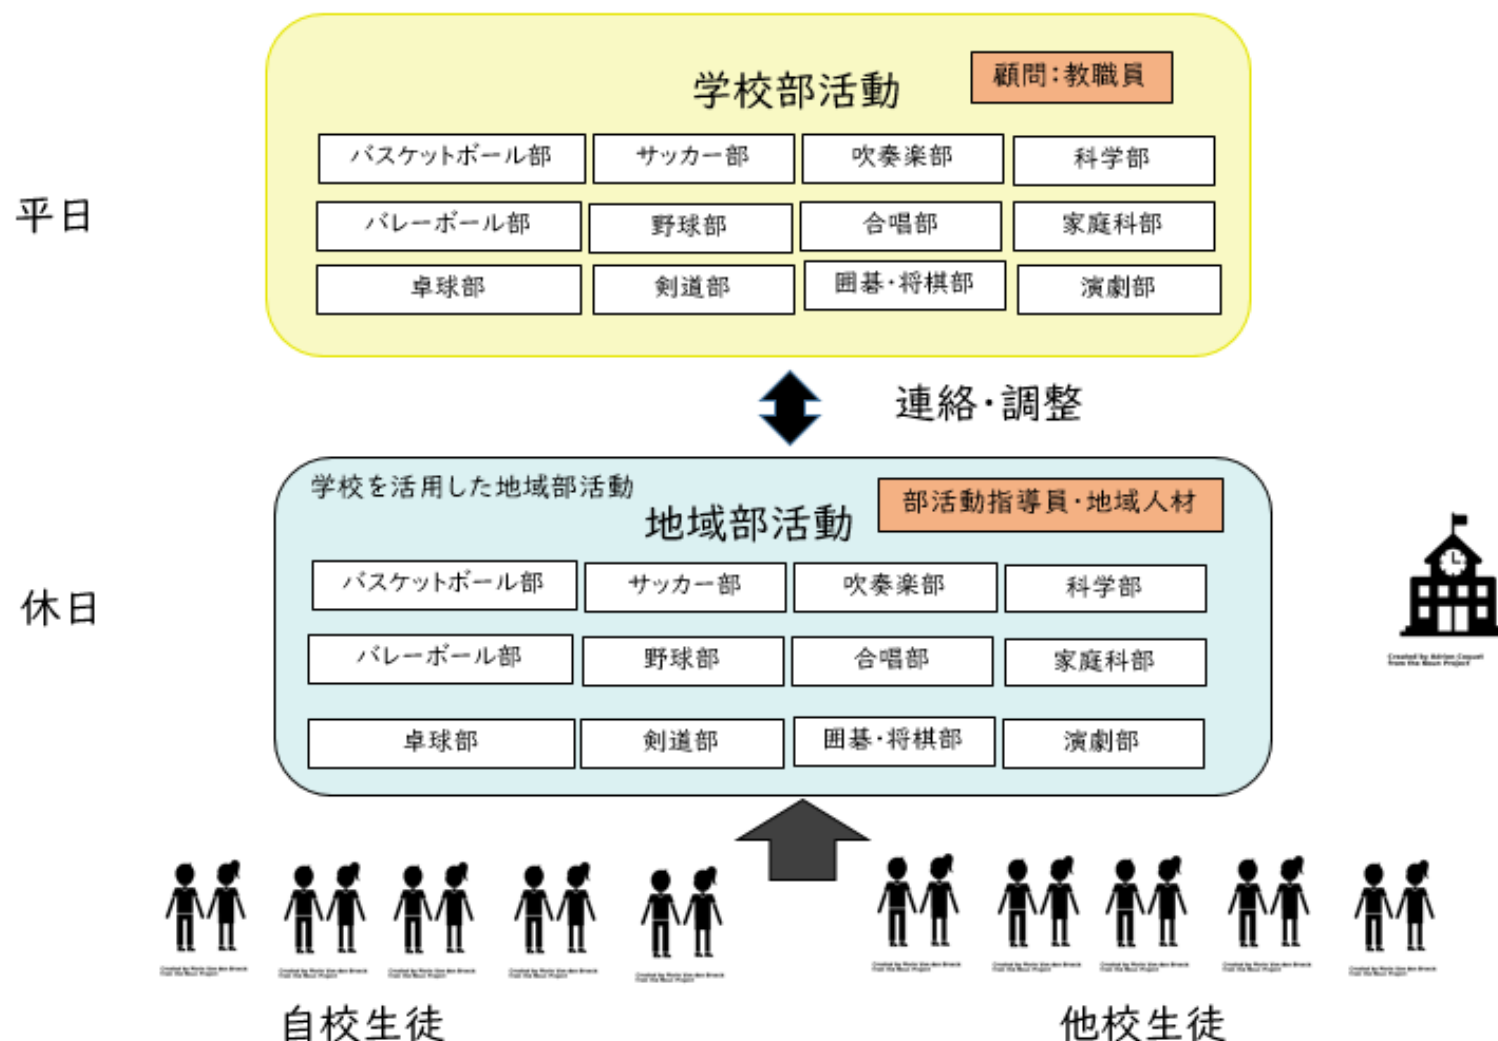 学校部活動
顧問：教職員
バスケットボール部
サッカー部
吹奏楽部
科学部
平日
バレーボール部
野球部
合唱部
家庭科部
卓球部
剣道部
囲碁・将棋部
演劇部
連絡・調整
学校を活用した地域部活動
地域部活動
部活動指導員・地域人材
バスケットボール部
サッカー部
吹奏楽部
科学部
休日
バレーボール部
野球部
合唱部
家庭科部
卓球部
剣道部
囲碁・将棋部
演劇部
Created by Adrien Coquet
from the Noun Project
自校生徒
他校生徒